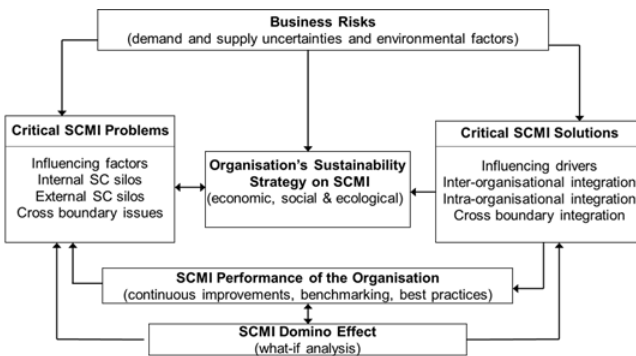 Business Risks
(demand and supply uncertainties and environmental factors)
Critical SCMI Problems
Influencing factors
Internal SC silos
External SC silos
Cross boundary issues
Organisation's Sustainability
Strategy on SCMI
(economic, social & ecological)
Critical SCMI Solutions
Influencing drivers
Inter-organisational integration
Intra-organisational integration
Cross boundary integration
SCMI Performance of the Organisation
(continuous improvements, benchmarking, best practices)
SCMI Domino Effect
(what-if analysis)